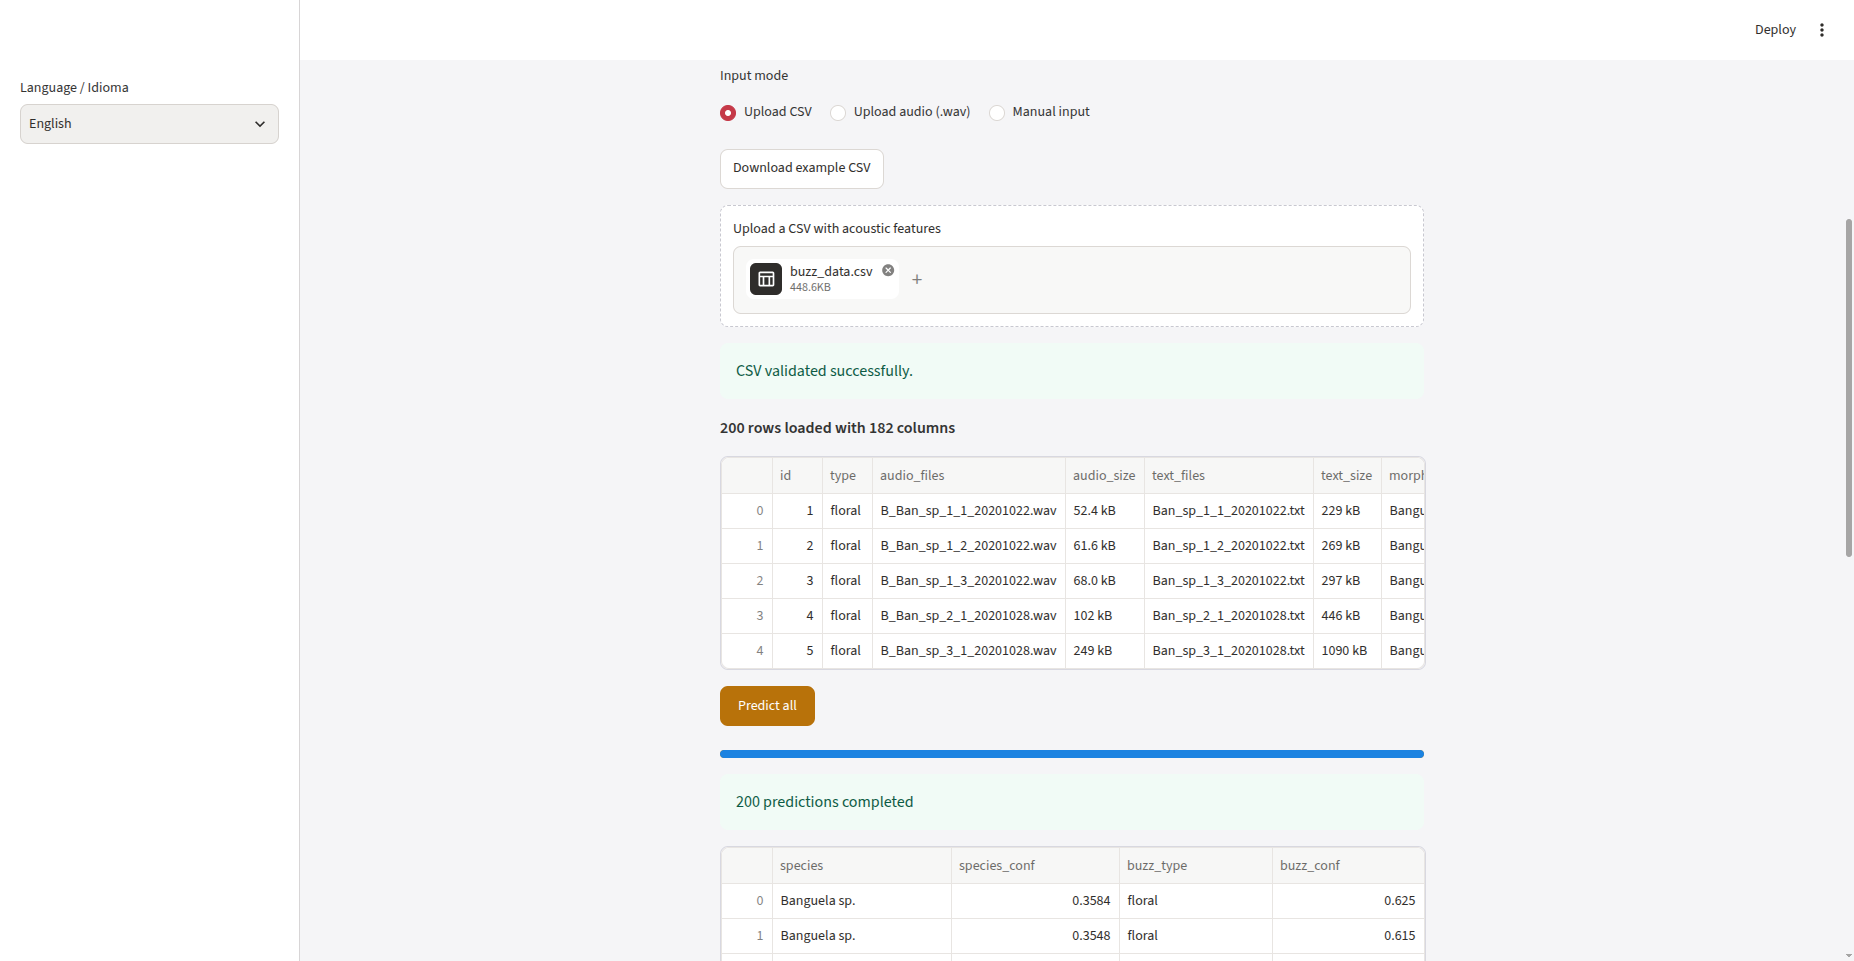 Deploy
Language / Idioma
English
Input mode
Upload CSV Upload audio (.wav) Manual input
Download example CSV
Upload a CSV with acoustic features
buzz_data.csv
448.6KB
CSV validated successfully.
200 rows loaded with 182 columns
id type audio_files audio_size text_files text_size morph
0 1 floral B_Ban_sp_1_1_20201022.wav 52.4 kB Ban_sp_1_1_20201022.txt 229 kB Bangu
1 2 floral B_Ban_sp_1_2_20201022.wav 61.6 kB Ban_sp_1_2_20201022.txt 269 kB Bangu
2 3 floral B_Ban_sp_1_3_20201022.wav 68.0 kB Ban_sp_1_3_20201022.txt 297 kB Bangu
3 4 floral B_Ban_sp_2_1_20201028.wav 102 kB Ban_sp_2_1_20201028.txt 446 kB Bangu
4 5 floral B_Ban_sp_3_1_20201028.wav 249 kB Ban_sp_3_1_20201028.txt 1090 kB Bangu
Predict all
200 predictions completed
species species_conf buzz_type buzz_conf
0 Banguela sp. 0.3584 floral 0.625
1 Banguela sp. 0.3548 floral 0.615